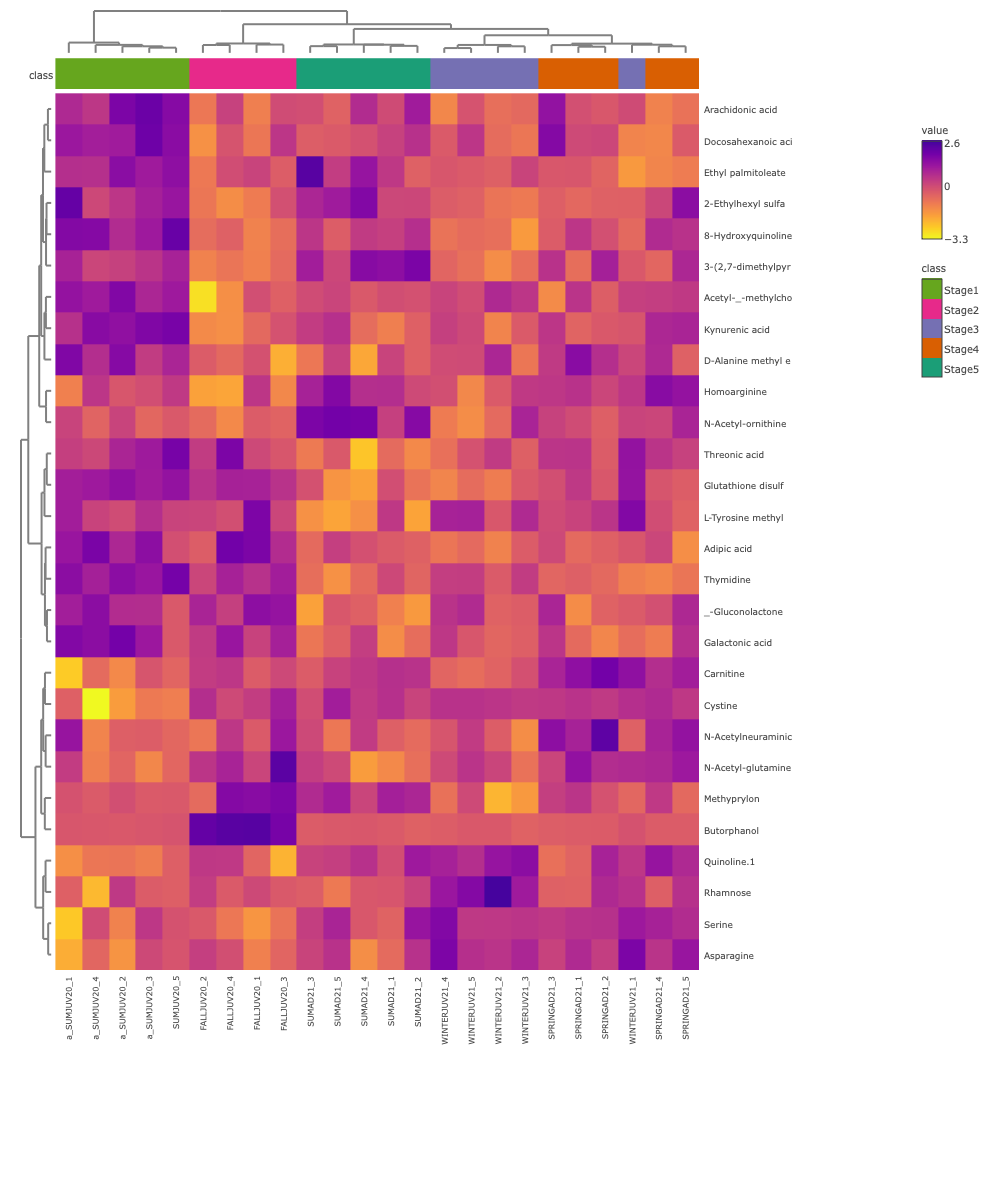 class
Arachidonic acid
Docosahexanoic aci
Ethyl palmitoleate
2-Ethylhexyl sulfa
8-Hydroxyquinoline
3-(2,7-dimethylpyr
Acetyl-_-methylcho
Kynurenic acid
D-Alanine methyl e
Homoarginine
N-Acetyl-ornithine
Threonic acid
Glutathione disulf
L-Tyrosine methyl
Adipic acid
Thymidine
_-Gluconolactone
Galactonic acid
Carnitine
Cystine
N-Acetylneuraminic
N-Acetyl-glutamine
Methyprylon
Butorphanol
Quinoline.1
Rhamnose
Serine
Asparagine
a_SUMJUV20_1
a_SUMJUV20_4
a_SUMJUV20_2
a_SUMJUV20_3
SUMJUV20_5
FALLJUV20_2
FALLJUV20_4
FALLJUV20_1
FALLJUV20_3
SUMAD21_3
SUMAD21_5
SUMAD21_4
SUMAD21_1
SUMAD21_2
WINTERJUV21_4
WINTERJUV21_5
WINTERJUV21_2
WINTERJUV21_3
SPRINGAD21_3
SPRINGAD21_1
SPRINGAD21_2
WINTERJUV21_1
SPRINGAD21_4
SPRINGAD21_5
value
2.6
0
−3.3
class
Stage1
Stage2
Stage3
Stage4
Stage5